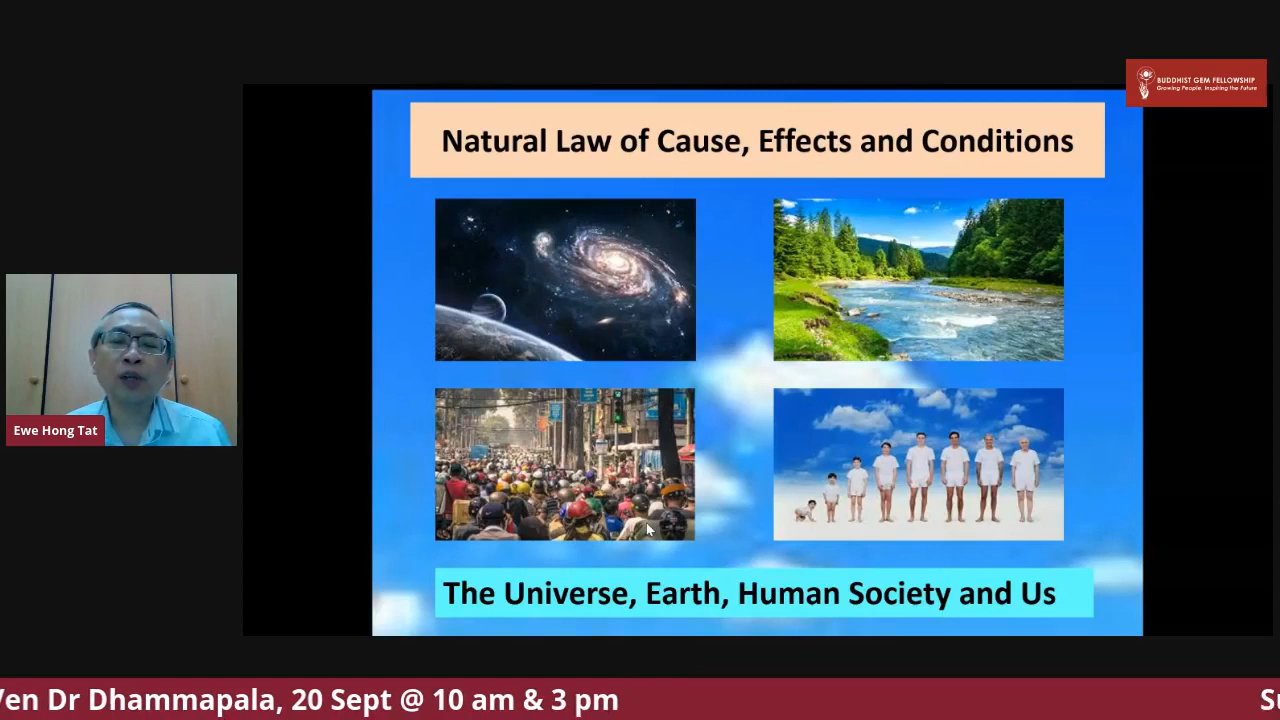 BUDDHIST GEM FELLOWSHIP
Growing People. Inspiring the Future
Natural Law of Cause, Effects and Conditions
Ewe Hong Tat
The Universe, Earth, Human Society and Us
Ven Dr Dhammapala, 20 Sept @ 10 am & 3 pm